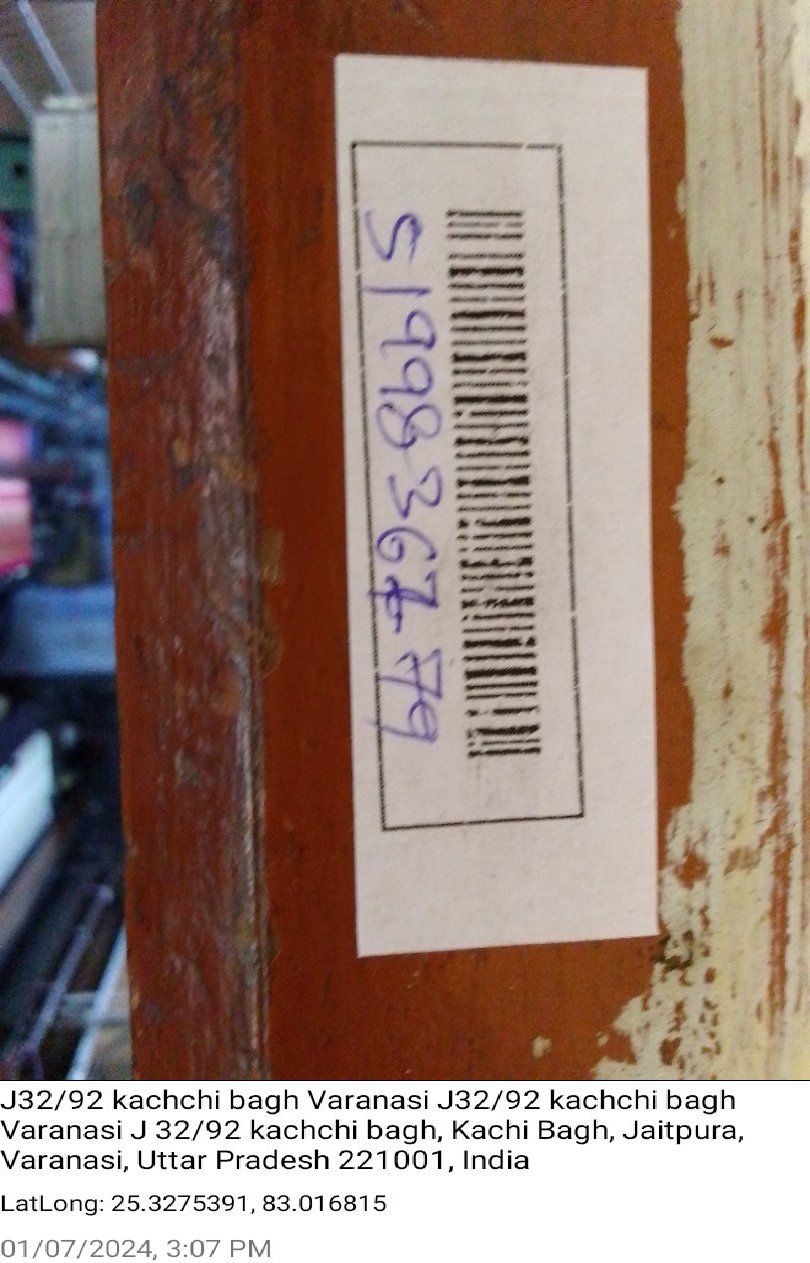 S199836779
J32/92 kachchi bagh Varanasi J32/92 kachchi bagh
Varanasi J 32/92 kachchi bagh, Kachi Bagh, Jaitpura,
Varanasi, Uttar Pradesh 221001, India
LatLong: 25.3275391, 83.016815
01/07/2024, 3:07 PM